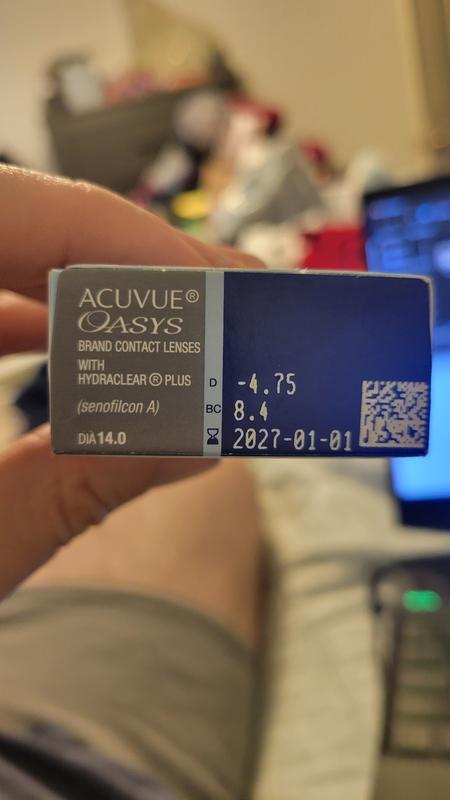 ACUVUE®
OASYS
BRAND CONTACT LENSES
WITH
HYDRACLEAR ® PLUS
(senofilcon A)
DIA 14.0
D -4.75
BC 8.4
2027-01-01